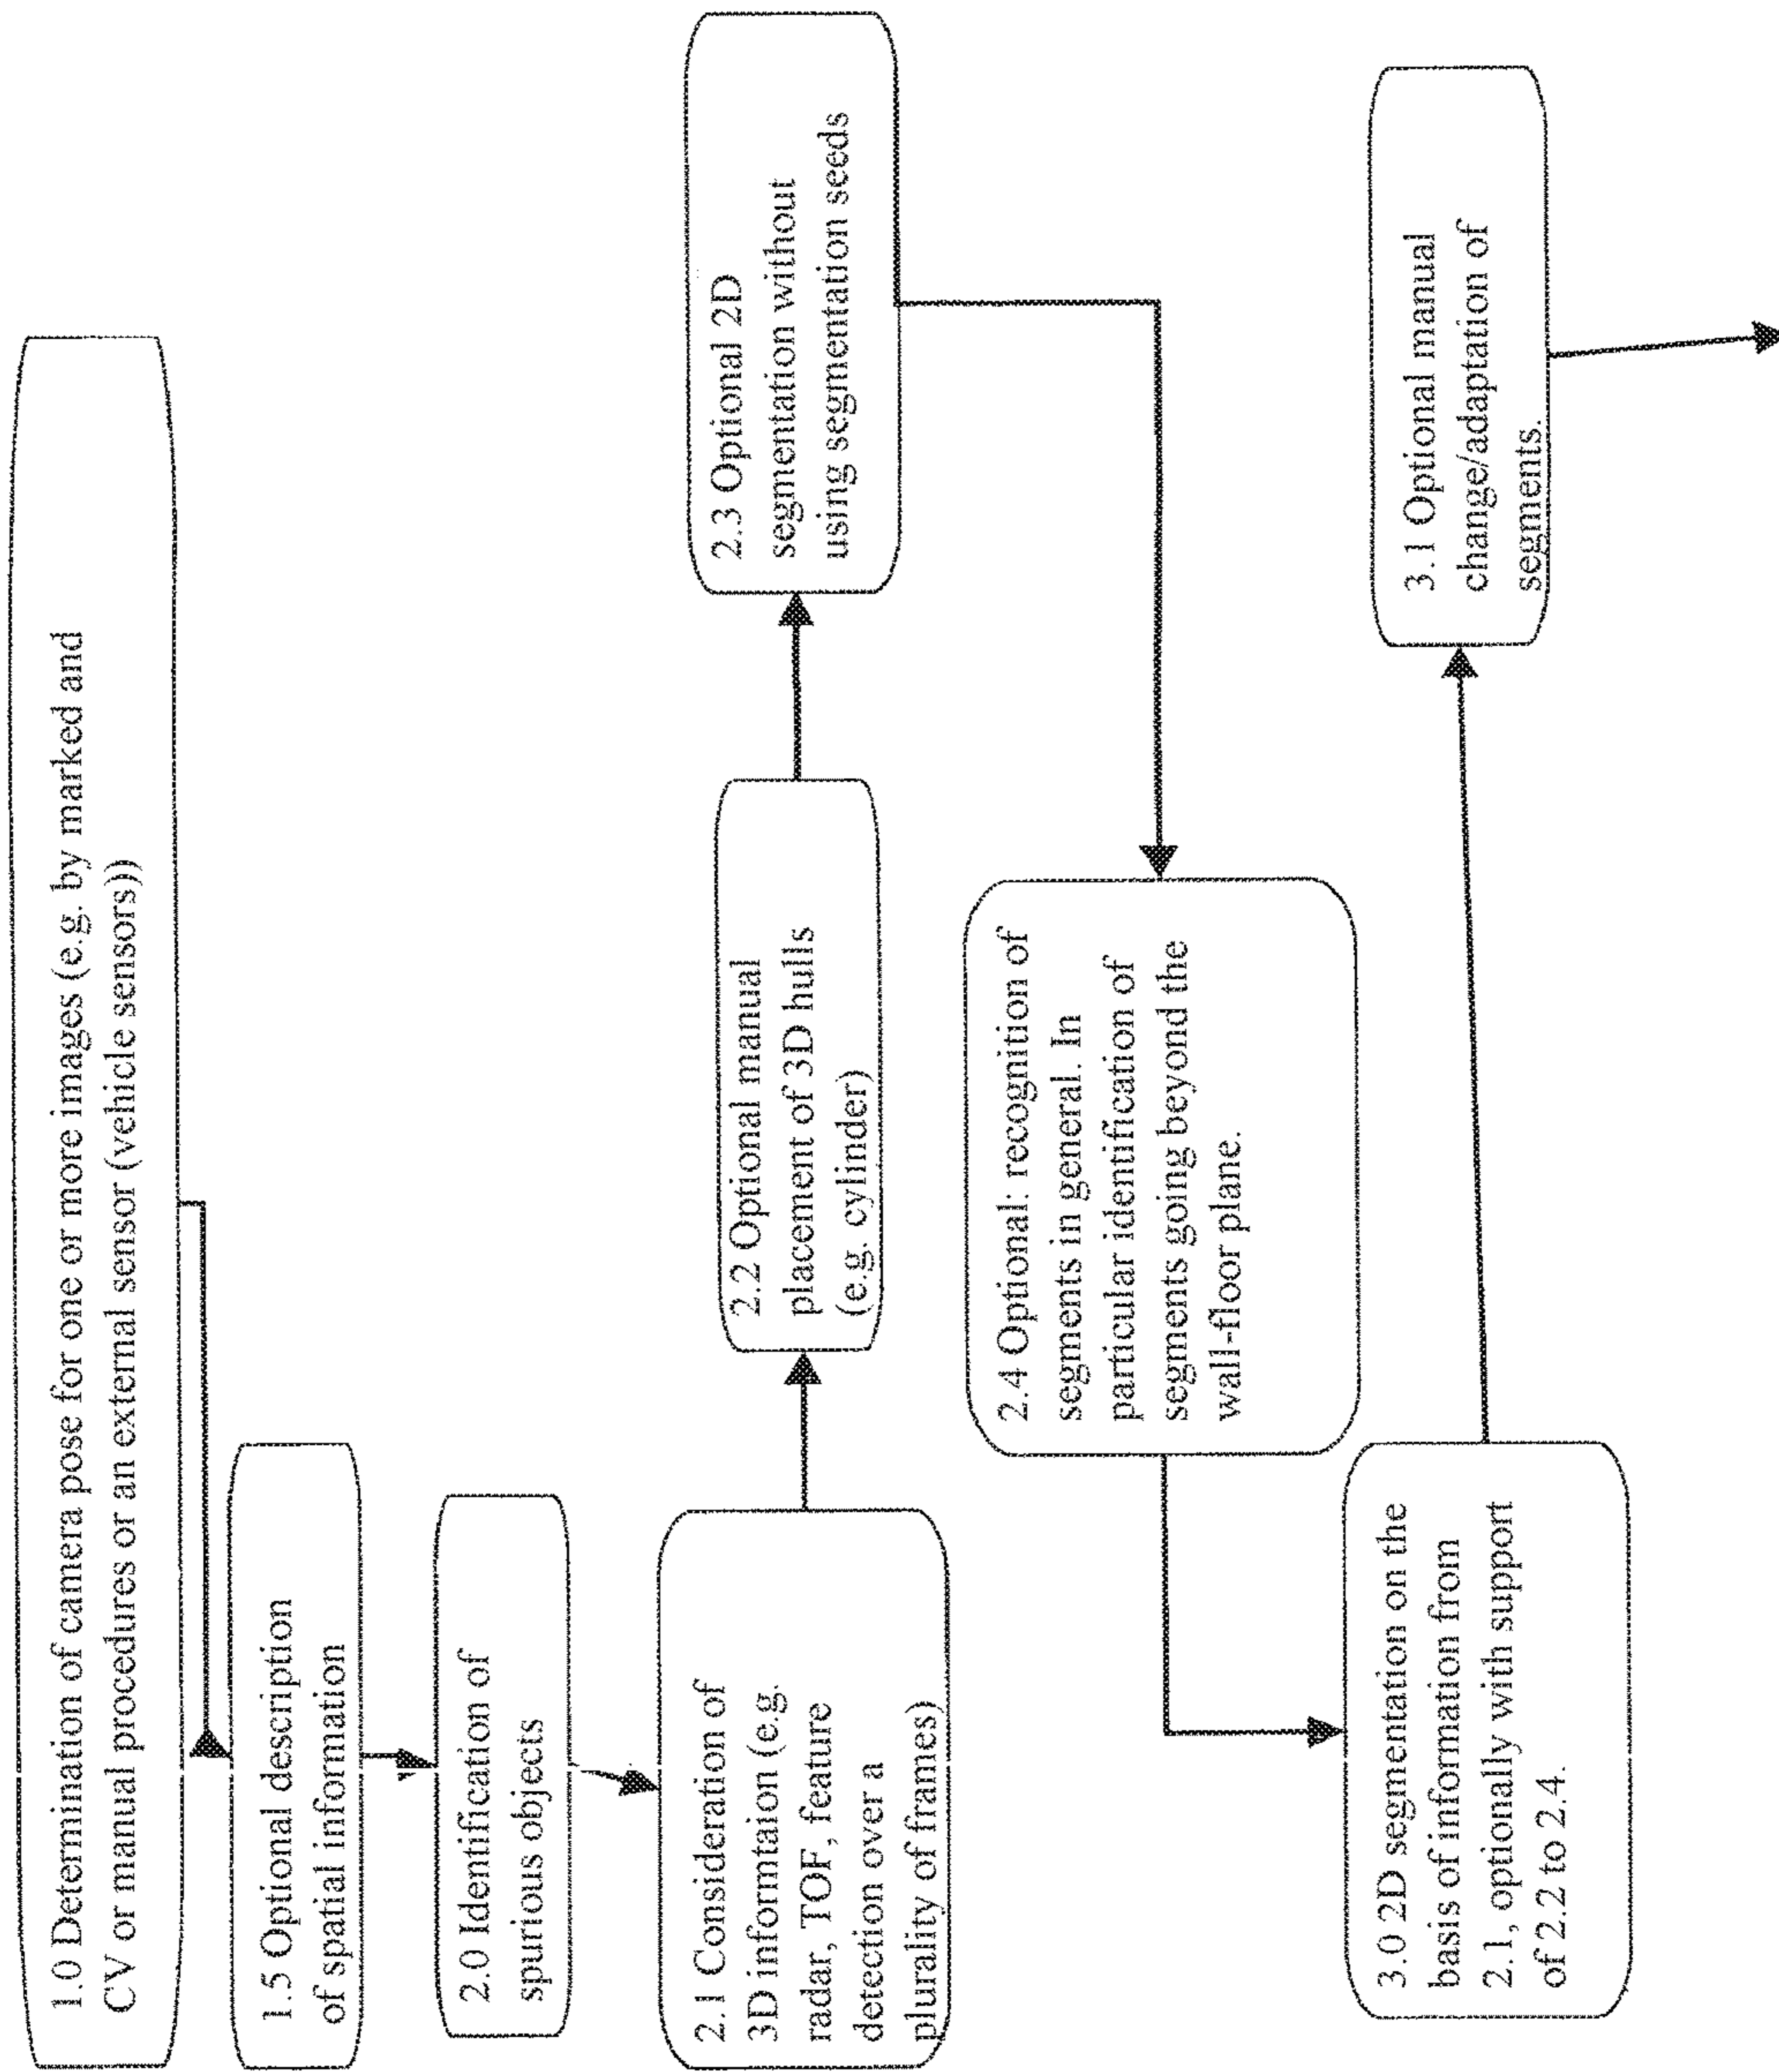 1.0 Determination of camera pose for one or more images (e.g. by marked and
CV or manual procedures or an external sensor (vehicle sensors))
1.5 Optional description
of spatial information
2.0 Identification of
spurious objects
2.1 Consideration of
3D informtaion (e.g.
radar, TOF, feature
detection over a
plurality of frames)
2.2 Optional manual
placement of 3D hulls
(e.g. cylinder)
2.3 Optional 2D
segmentation without
using segmentation seeds
2.4 Optional: recognition of
segments in general. In
particular identification of
segments going beyond the
wall-floor plane.
3.0 2D segmentation on the
basis of information from
2.1, optionally with support
of 2.2 to 2.4.
3.1 Optional manual
change/adaptation of
segments.